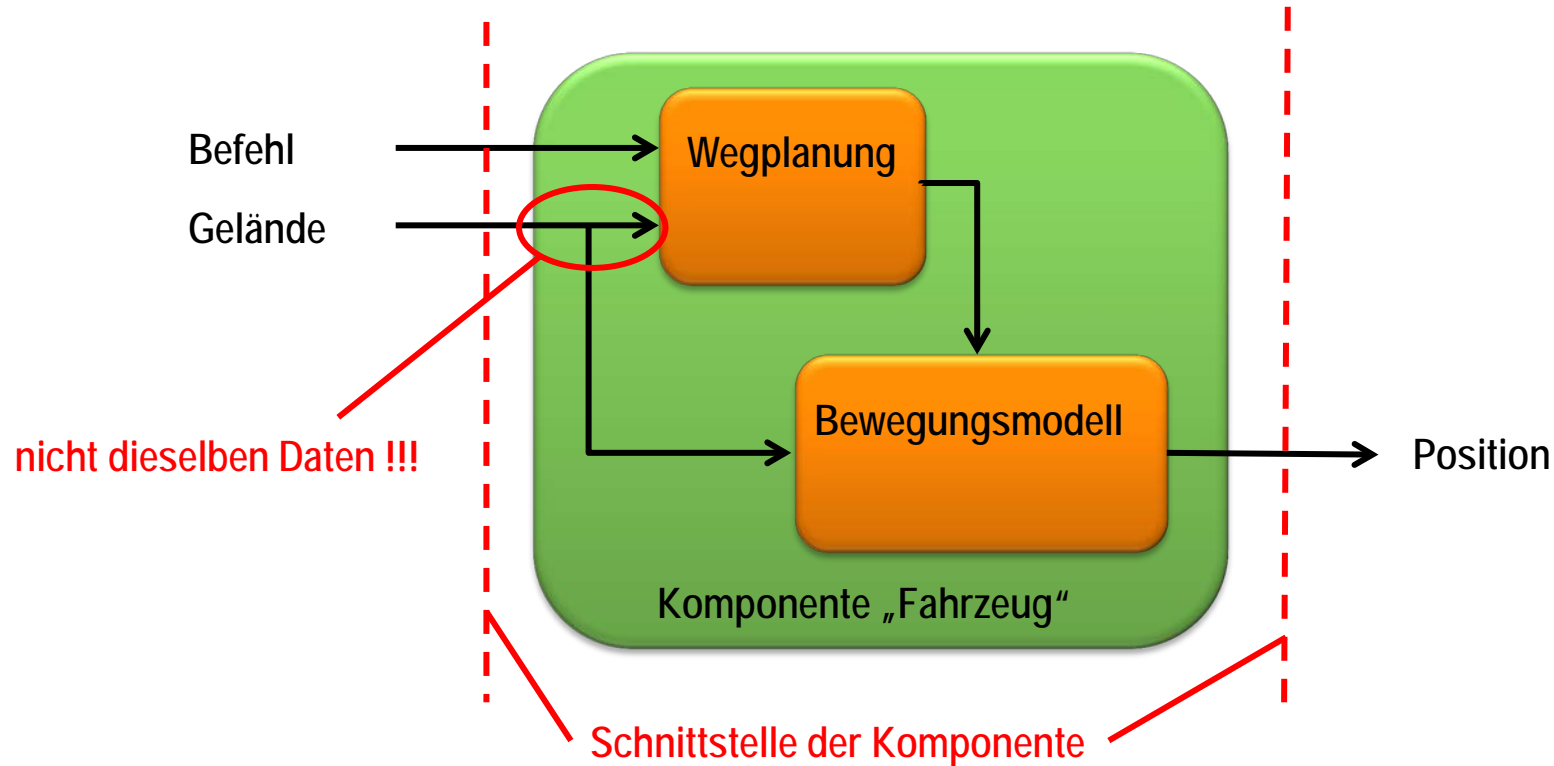 Befehl
Wegplanung
Gelände
Bewegungsmodell
nicht dieselben Daten !!!
Position
Komponente „Fahrzeug“
Schnittstelle der Komponente